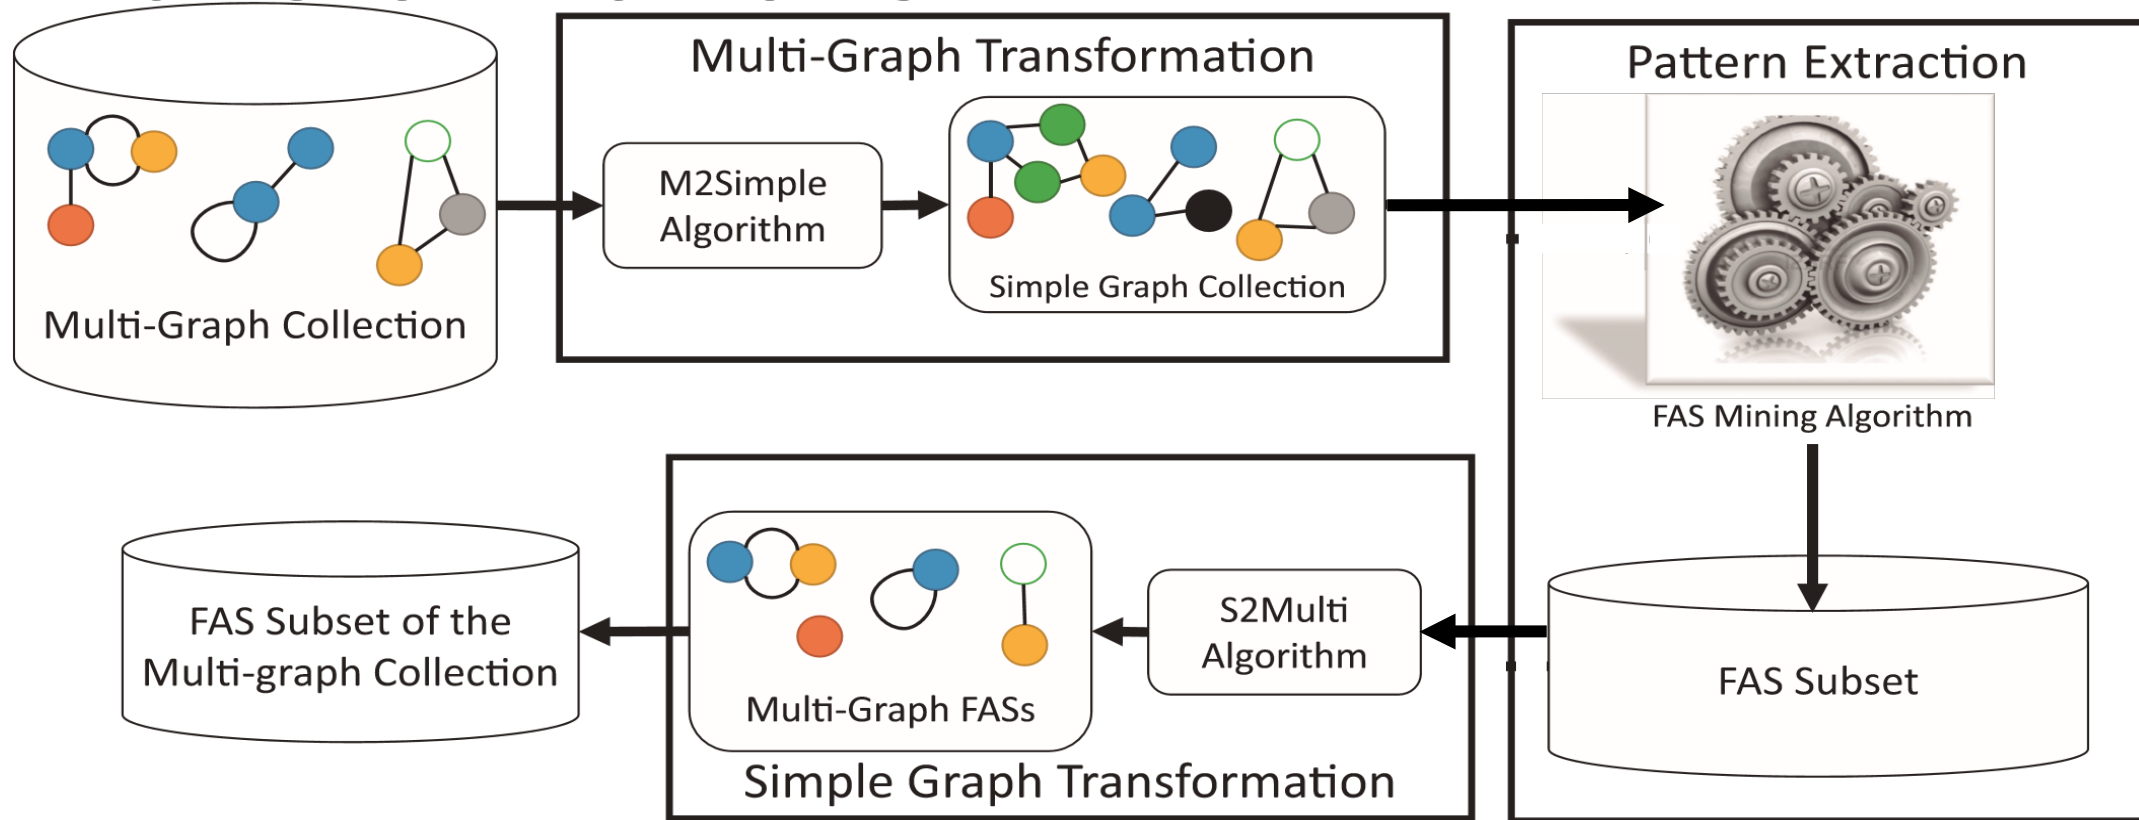 Multi-Graph Transformation
Pattern Extraction
M2Simple
Algorithm
Simple Graph Collection
Multi-Graph Collection
FAS Mining Algorithm
FAS Subset
S2Multi
Algorithm
Multi-Graph FASs
Simple Graph Transformation
FAS Subset of the
Multi-graph Collection